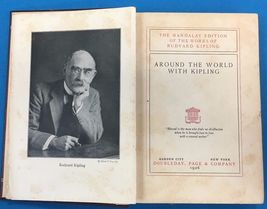 THE MANDALAY EDITION
OF THE WORKS OF
RUDYARD KIPLING
AROUND THE WORLD
WITH KIPLING
Rudyard Kipling
GARDEN CITY NEW YORK
DOUBLEDAY, PAGE & COMPANY
1926